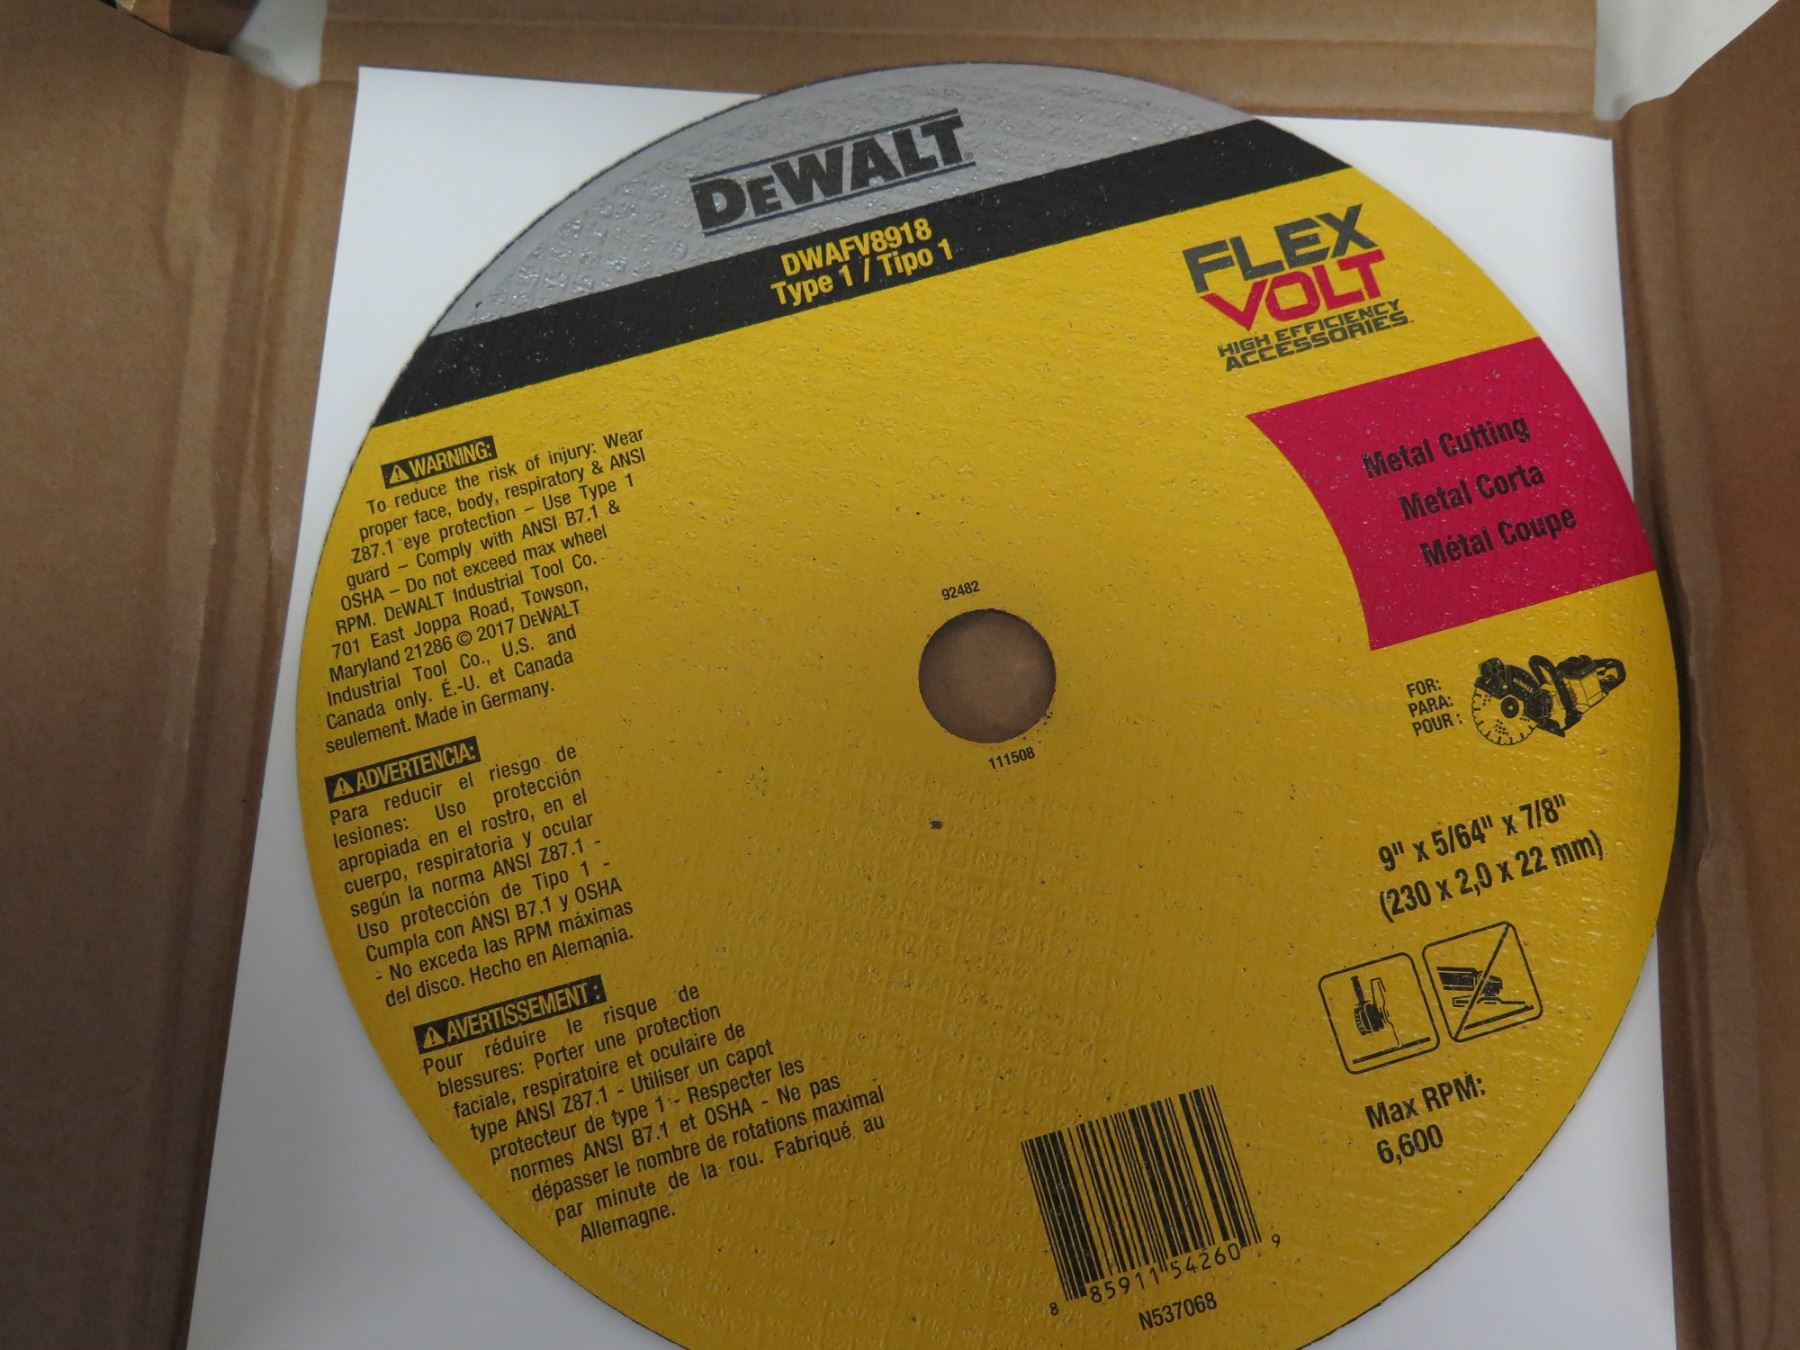 DEWALT
DWAFV8918
Type 1 / Tipo 1
FLEX
VOLT
HIGH EFFICIENCY
ACCESSORIES.
Metal Cutting
Metal Corta
Métal Coupe
WARNING:
To reduce the risk of injury: Wear
proper face, body, respiratory & ANSI
Z87.1 eye protection – Use Type 1
guard – Comply with ANSI B7.1 &
OSHA – Do not exceed max wheel
RPM. DEWALT Industrial Tool Co.
701 East Joppa Road, Towson,
Maryland 21286 © 2017 DEWALT
Industrial Tool Co., U.S. and
Canada only. É.-U. et Canada
seulement. Made in Germany.
ADVERTENCIA:
Para reducir el riesgo de
lesiones: Uso protección
apropiada en el rostro, en el
cuerpo, respiratoria y ocular
según la norma ANSI Z87.1 -
Uso protección de Tipo 1 -
Cumpla con ANSI B7.1 y OSHA
- No exceda las RPM máximas
del disco. Hecho en Alemania.
AVERTISSEMENT :
Pour réduire le risque de
blessures: Porter une protection
faciale, respiratoire et oculaire de
type ANSI Z87.1 - Utiliser un capot
protecteur de type 1 - Respecter les
normes ANSI B7.1 et OSHA - Ne pas
dépasser le nombre de rotations maximal
par minute de la rou. Fabriqué au
Allemagne.
92482
111508
FOR:
PARA:
POUR :
9" x 5/64" x 7/8"
(230 x 2,0 x 22 mm)
Max RPM:
6,600
8 85911 54260 9
N537068